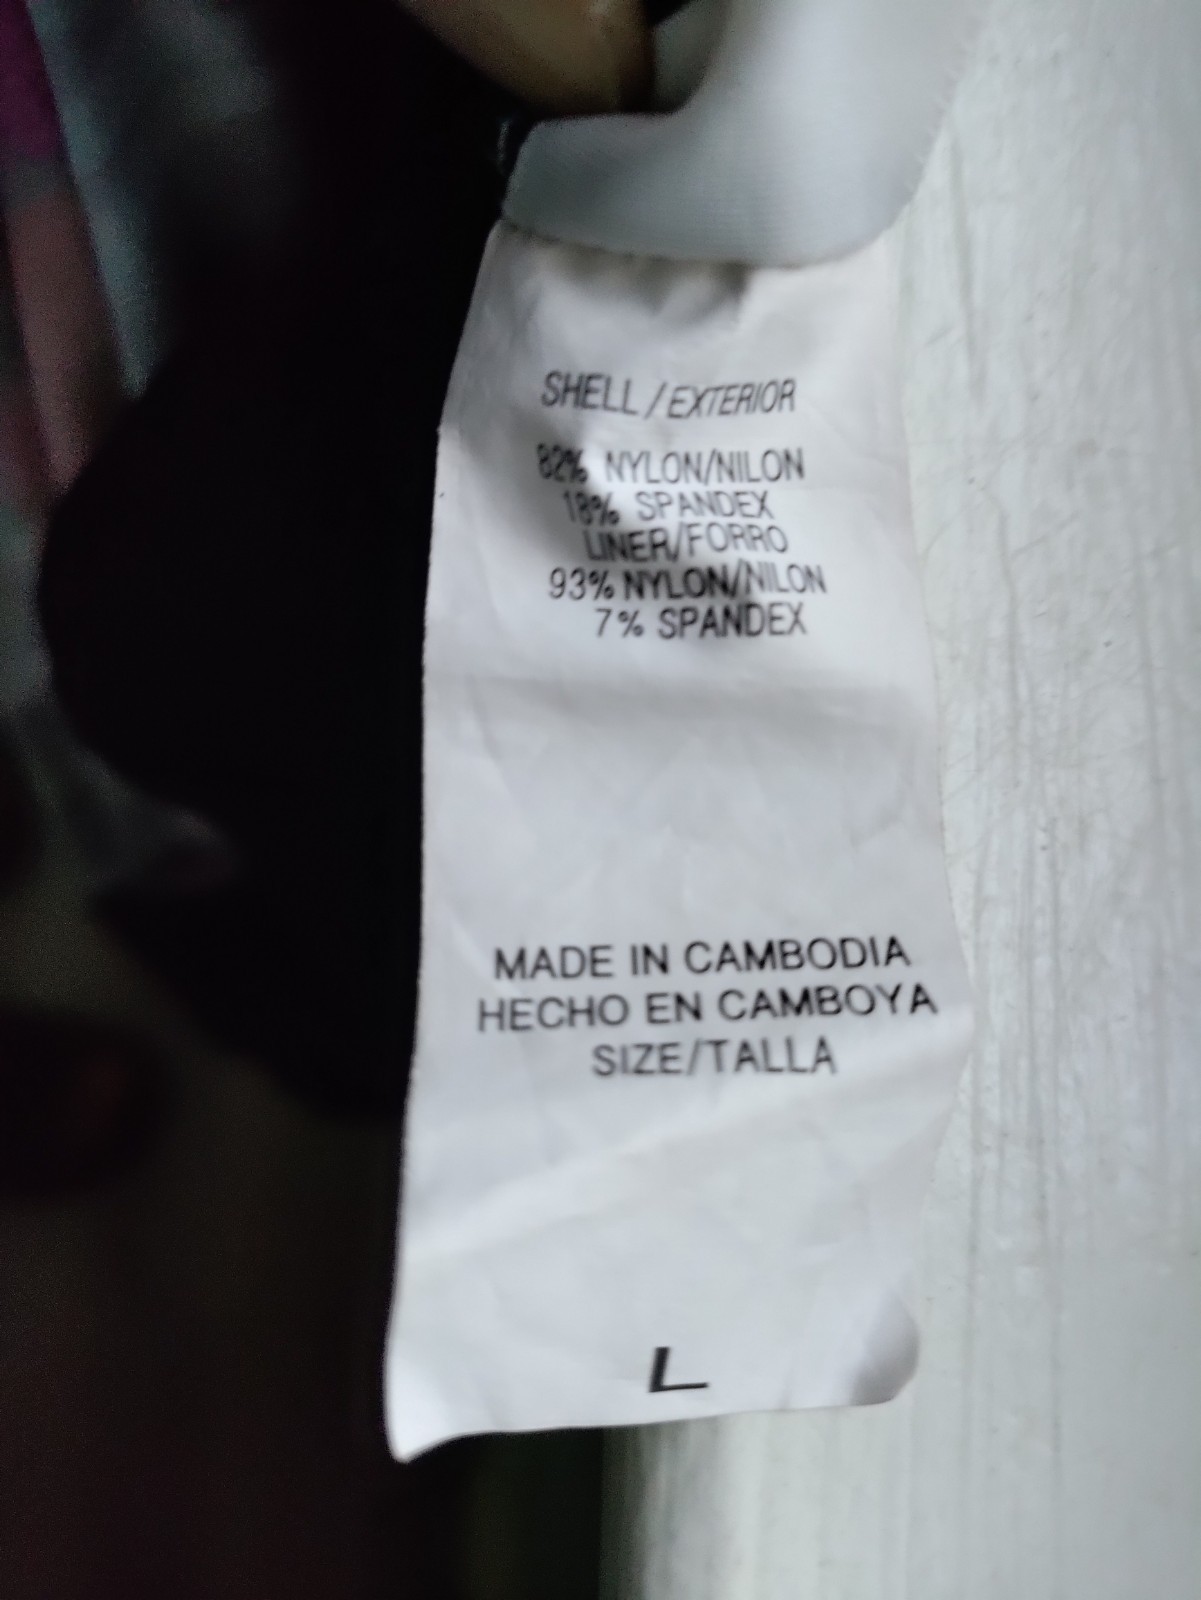 SHELL/EXTERIOR
82% NYLON/NILON
18% SPANDEX
LINER/FORRO
93% NYLON/NILON
7% SPANDEX
MADE IN CAMBODIA
HECHO EN CAMBOYA
SIZE/TALLA
L